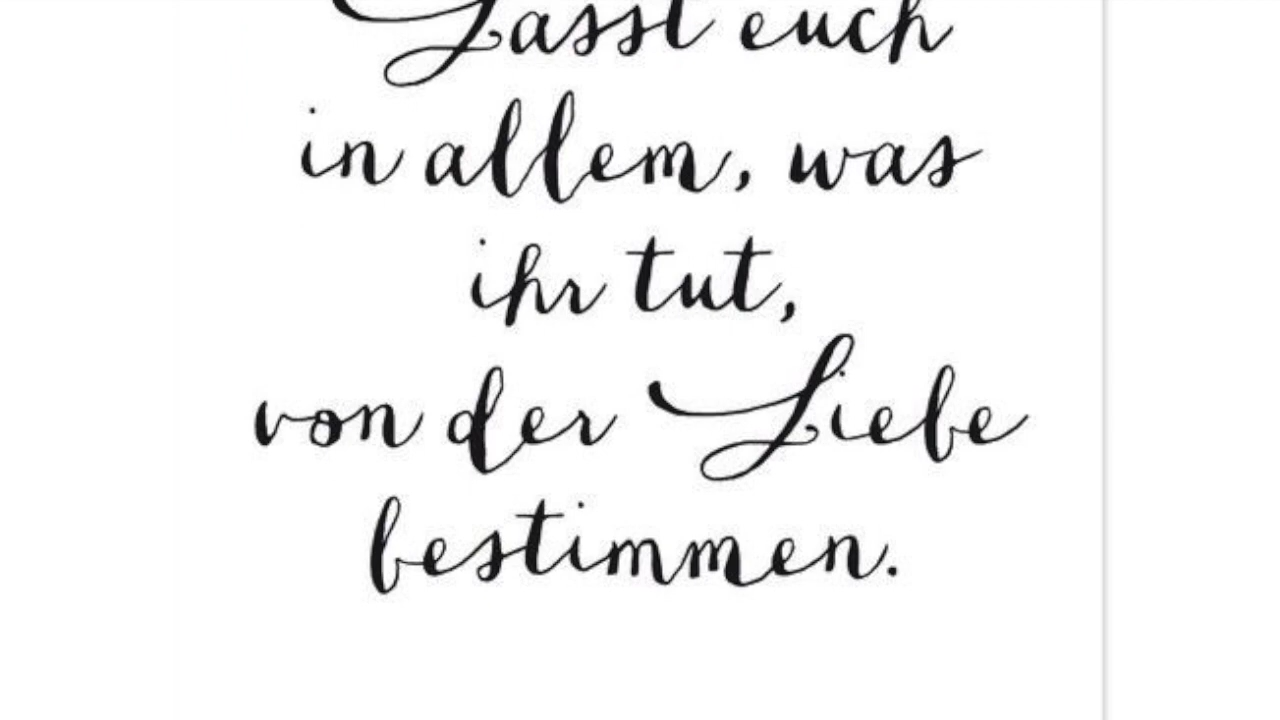 Lasst euch
in allem, was
ihr tut,
von der Liebe
bestimmen.